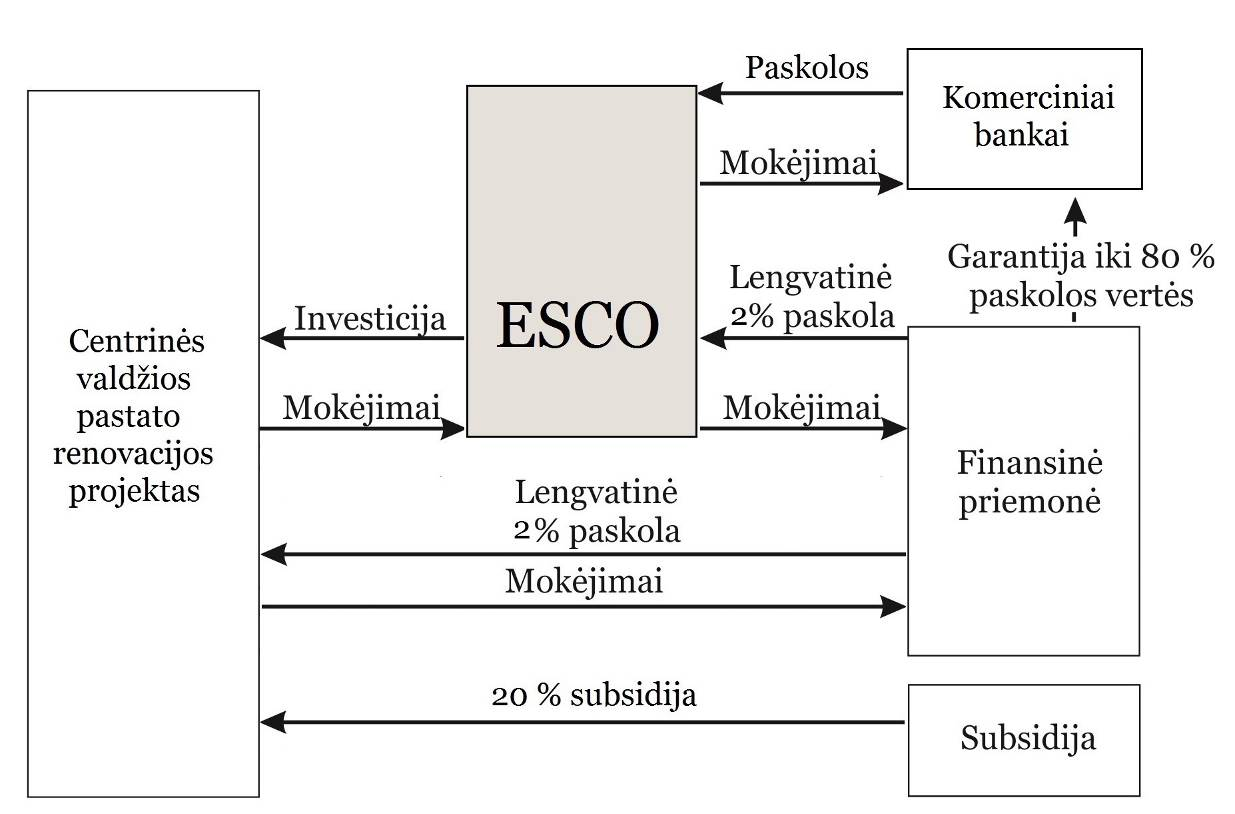 Paskolos
Komerciniai
bankai
Mokėjimai
Garantija iki 80 %
paskolos vertės
Lengvatinė
2% paskola
Investicija
ESCO
Centrinės
valdžios
pastato
renovacijos
projektas
Mokėjimai
Mokėjimai
Finansinė
priemonė
Lengvatinė
2% paskola
Mokėjimai
20 % subsidija
Subsidija